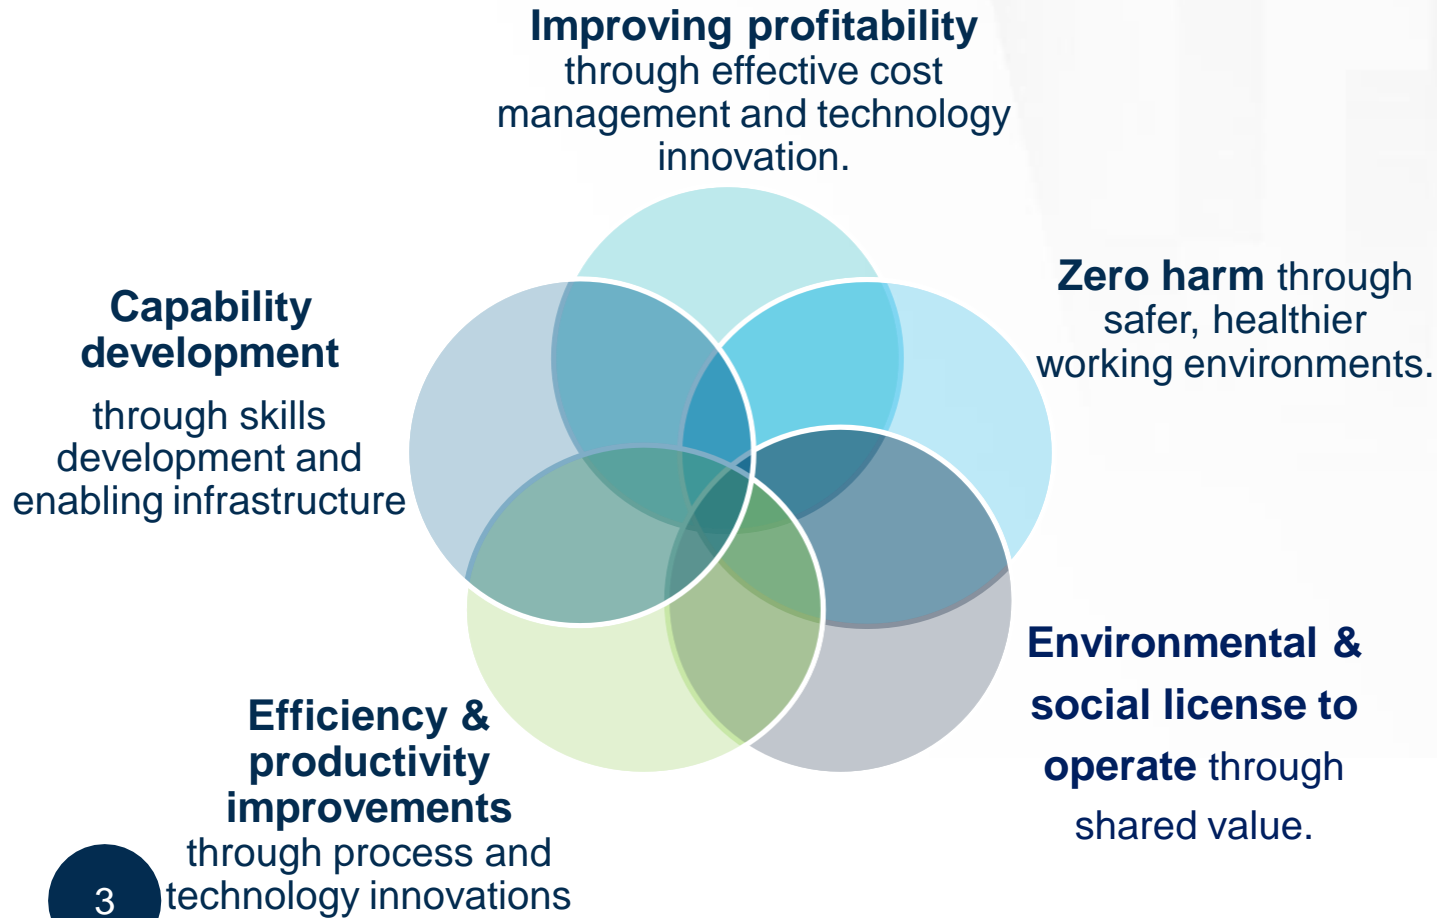 Improving profitability
through effective cost
management and technology
innovation.
Zero harm through
safer, healthier
working environments.
Capability
development
through skills
development and
enabling infrastructure
Environmental &
social license to
operate through
shared value.
Efficiency &
productivity
improvements
through process and
technology innovations
3